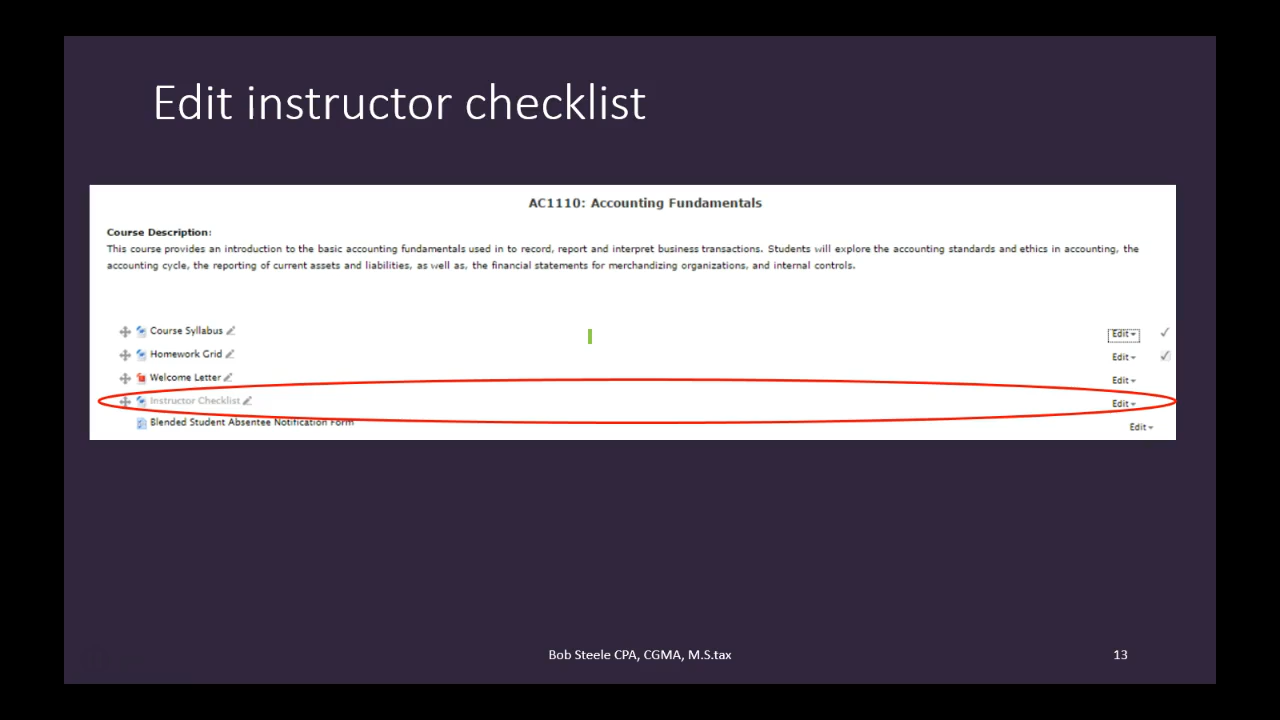 Edit instructor checklist
AC1110: Accounting Fundamentals
Course Description:
This course provides an introduction to the basic accounting fundamentals used in to record, report and interpret business transactions. Students will explore the accounting standards and ethics in accounting, the
accounting cycle, the reporting of current assets and liabilities, as well as, the financial statements for merchandizing organizations, and internal controls.
Course Syllabus Edit
Homework Grid Edit
Welcome Letter Edit
Instructor Checklist Edit
Blended Student Absentee Notification Form Edit
Bob Steele CPA, CGMA, M.S.tax 13